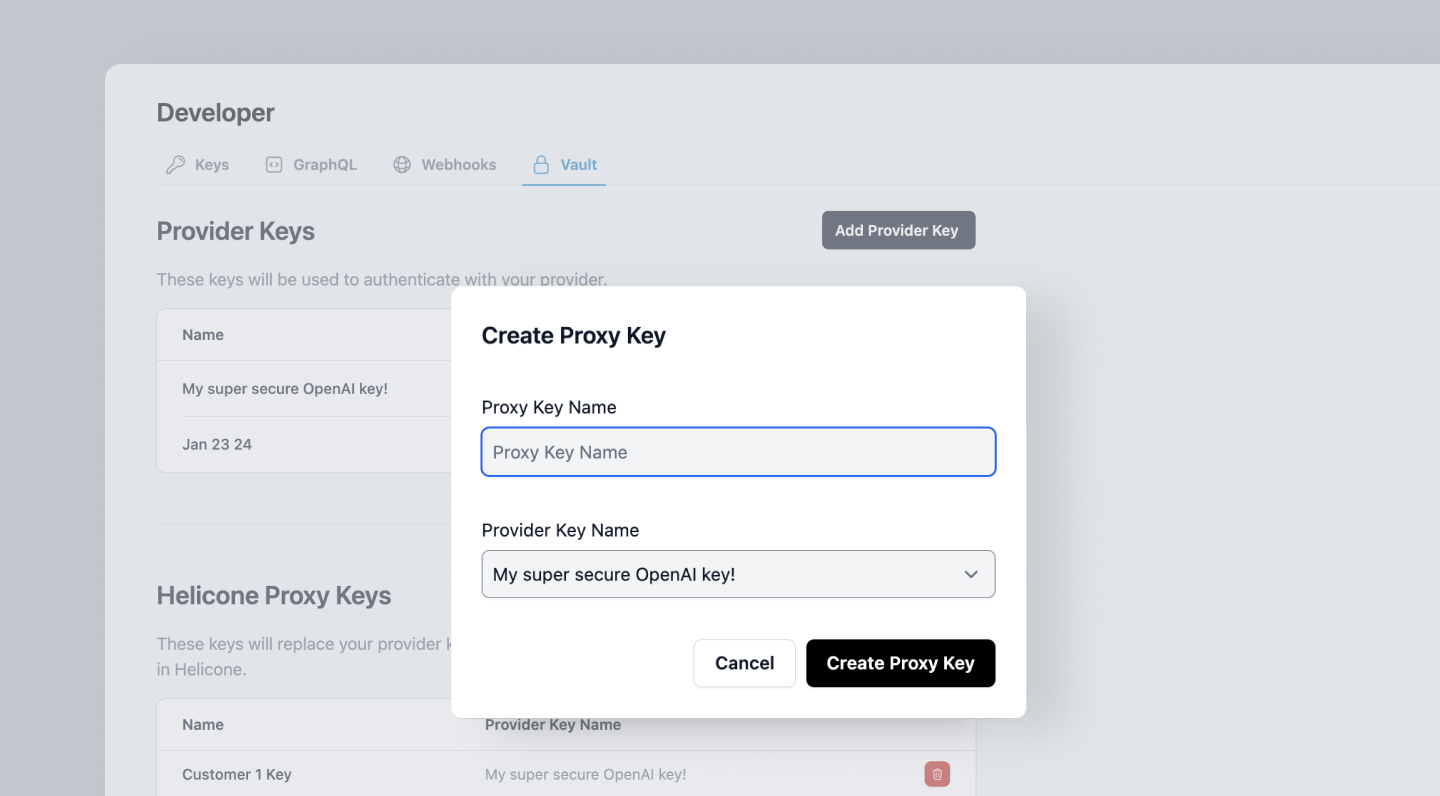 Developer
Keys GraphQL Webhooks Vault
Provider Keys
Add Provider Key
These keys will be used to authenticate with your provider.
Name
My super secure OpenAI key!
Jan 23 24
Create Proxy Key
Proxy Key Name
Proxy Key Name
Provider Key Name
My super secure OpenAI key!
Cancel Create Proxy Key
Helicone Proxy Keys
These keys will replace your provider
in Helicone.
Name Provider Key Name
Customer 1 Key My super secure OpenAI key!